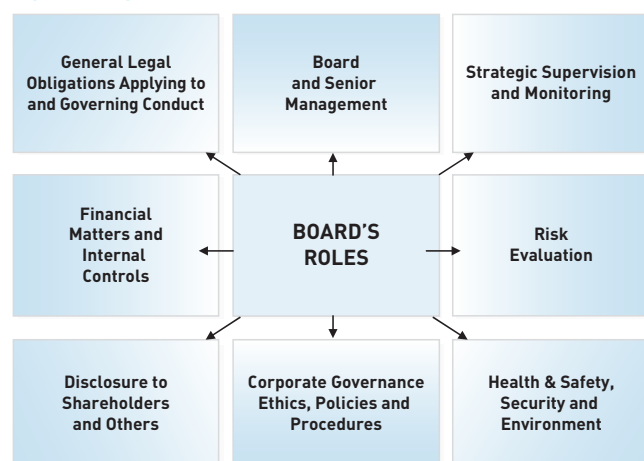 General Legal
Obligations Applying to
and Governing Conduct
Board
and Senior
Management
Strategic Supervision
and Monitoring
Financial
Matters and
Internal
Controls
BOARD'S
ROLES
Risk
Evaluation
Disclosure to
Shareholders
and Others
Corporate Governance
Ethics, Policies and
Procedures
Health & Safety,
Security and
Environment